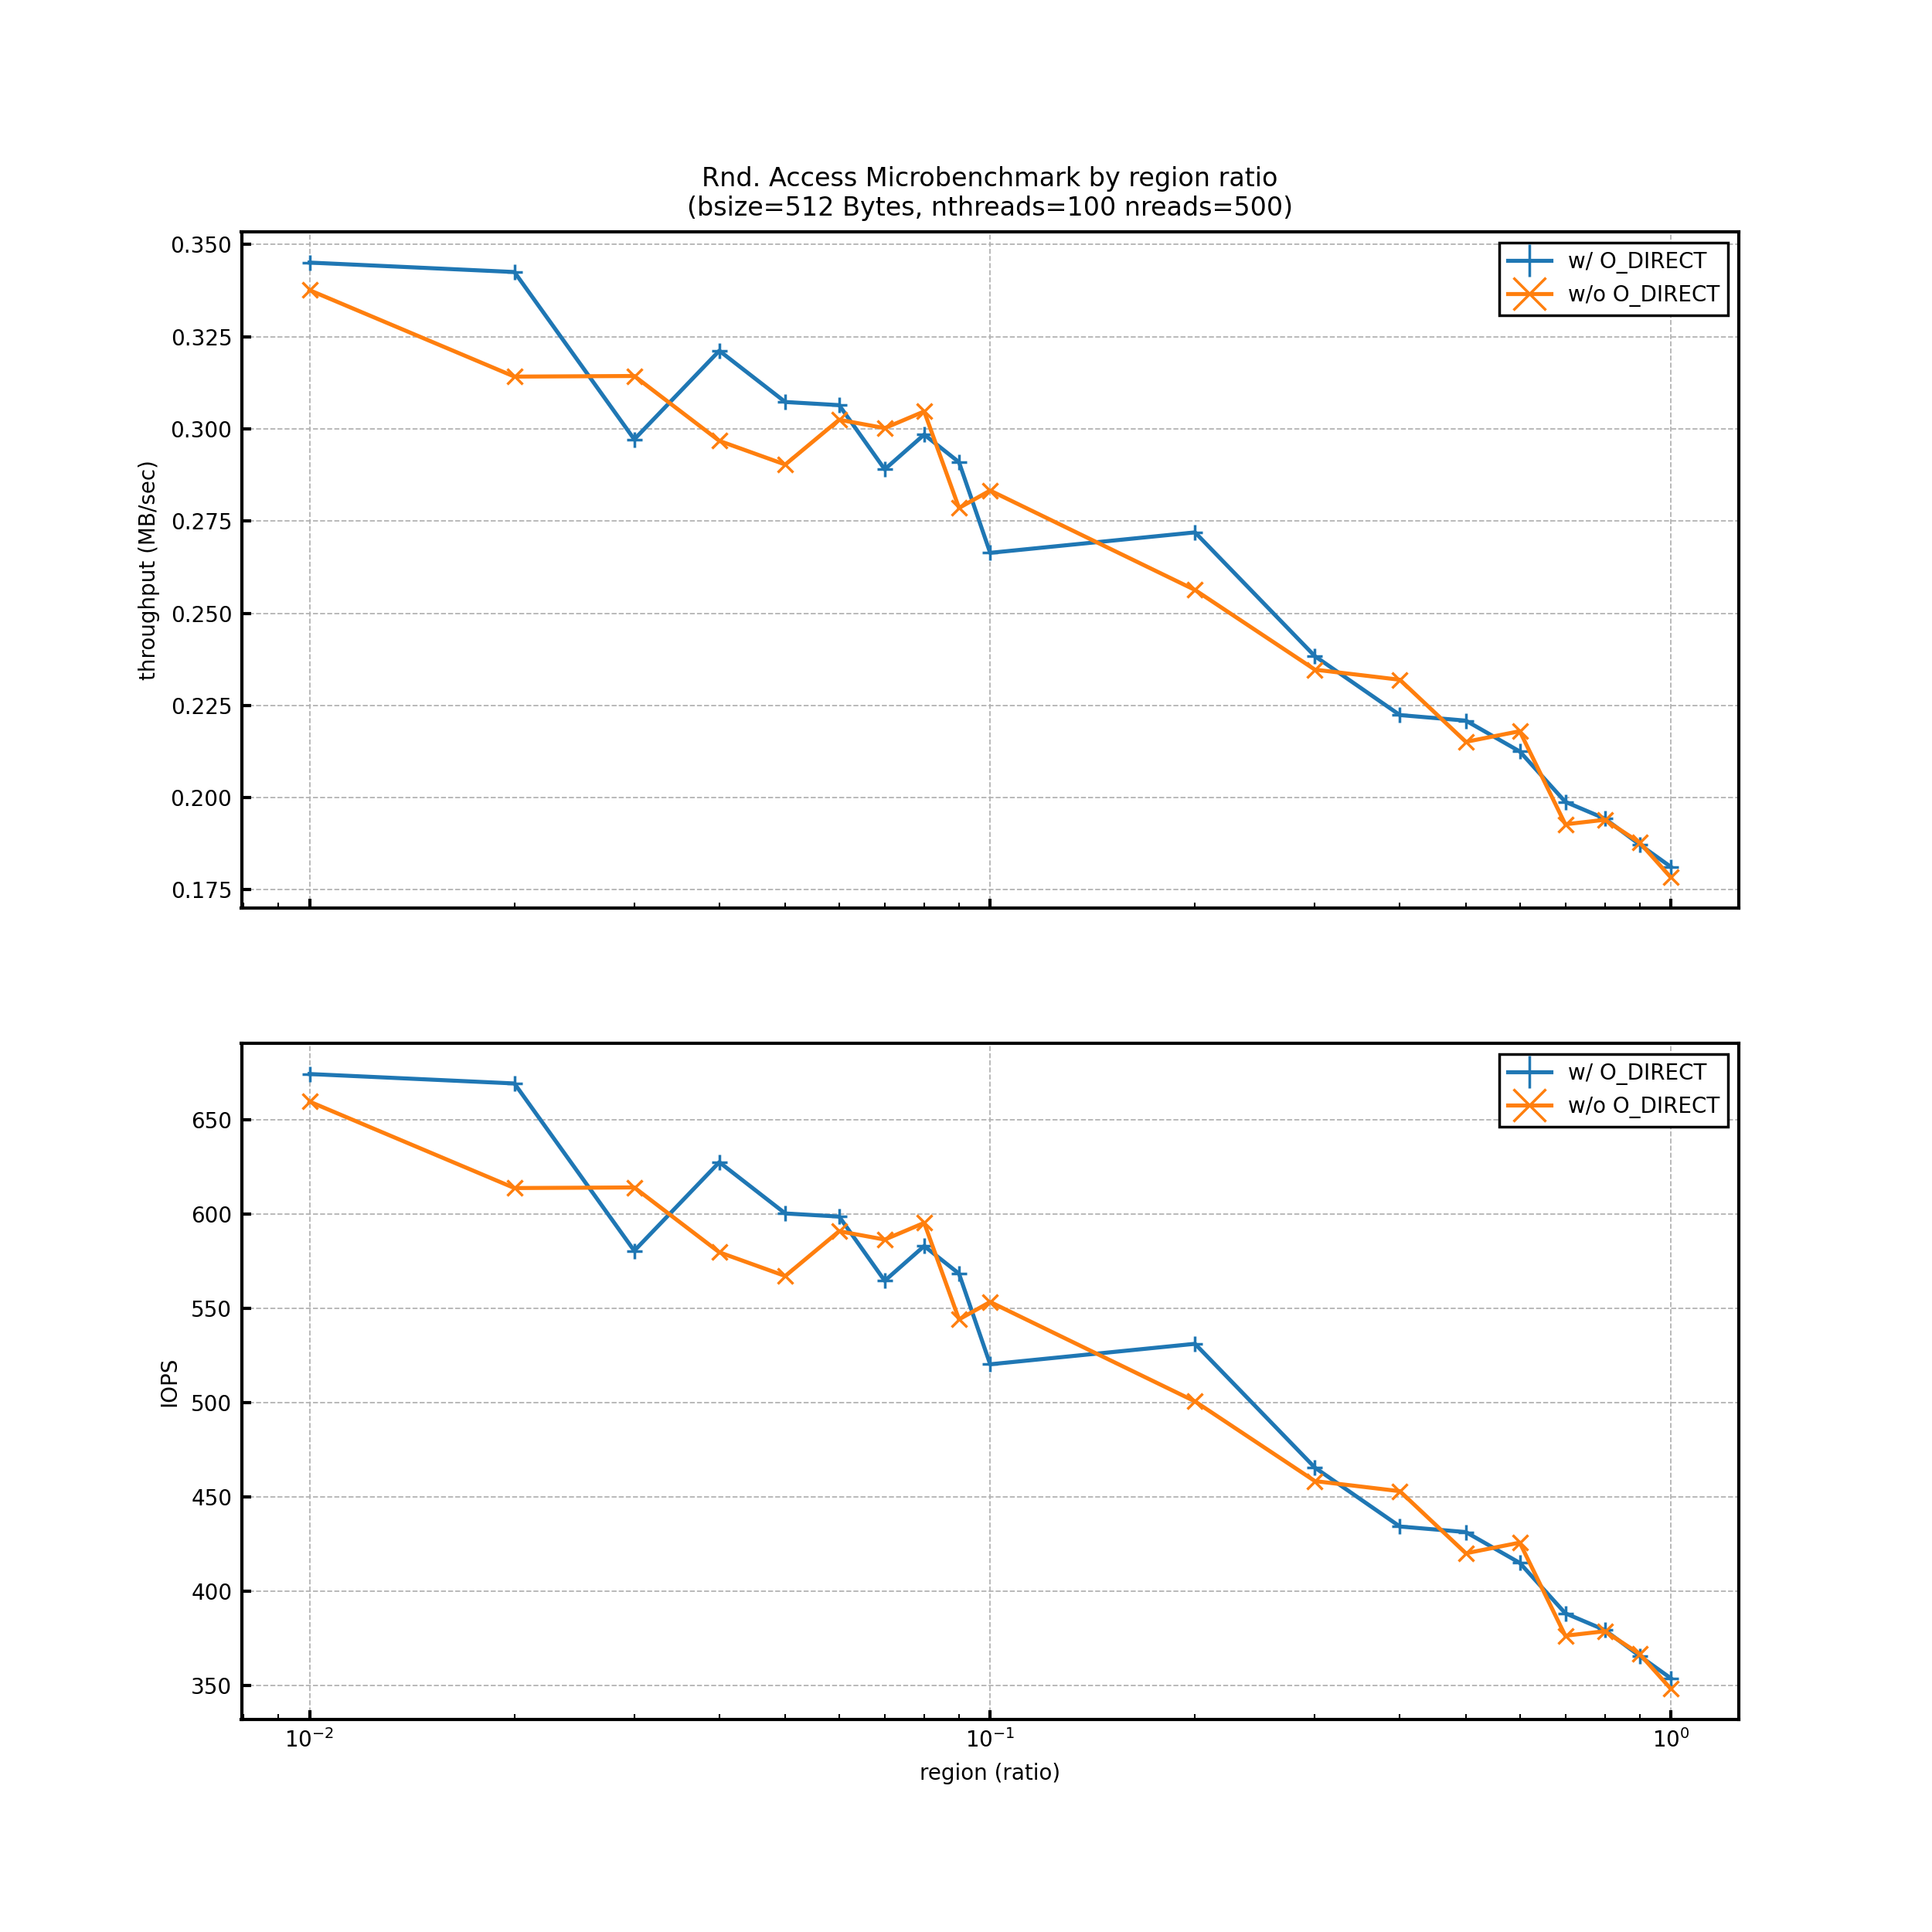 Rnd. Access Microbenchmark by region ratio
(bsize=512 Bytes, nthreads=100 nreads=500)
0.350
0.325
0.300
0.275
0.250
0.225
0.200
0.175
throughput (MB/sec)
w/ O_DIRECT
w/o O_DIRECT
650
600
550
500
450
400
350
IOPS
w/ O_DIRECT
w/o O_DIRECT
10⁻² 10⁻¹ 10⁰
region (ratio)